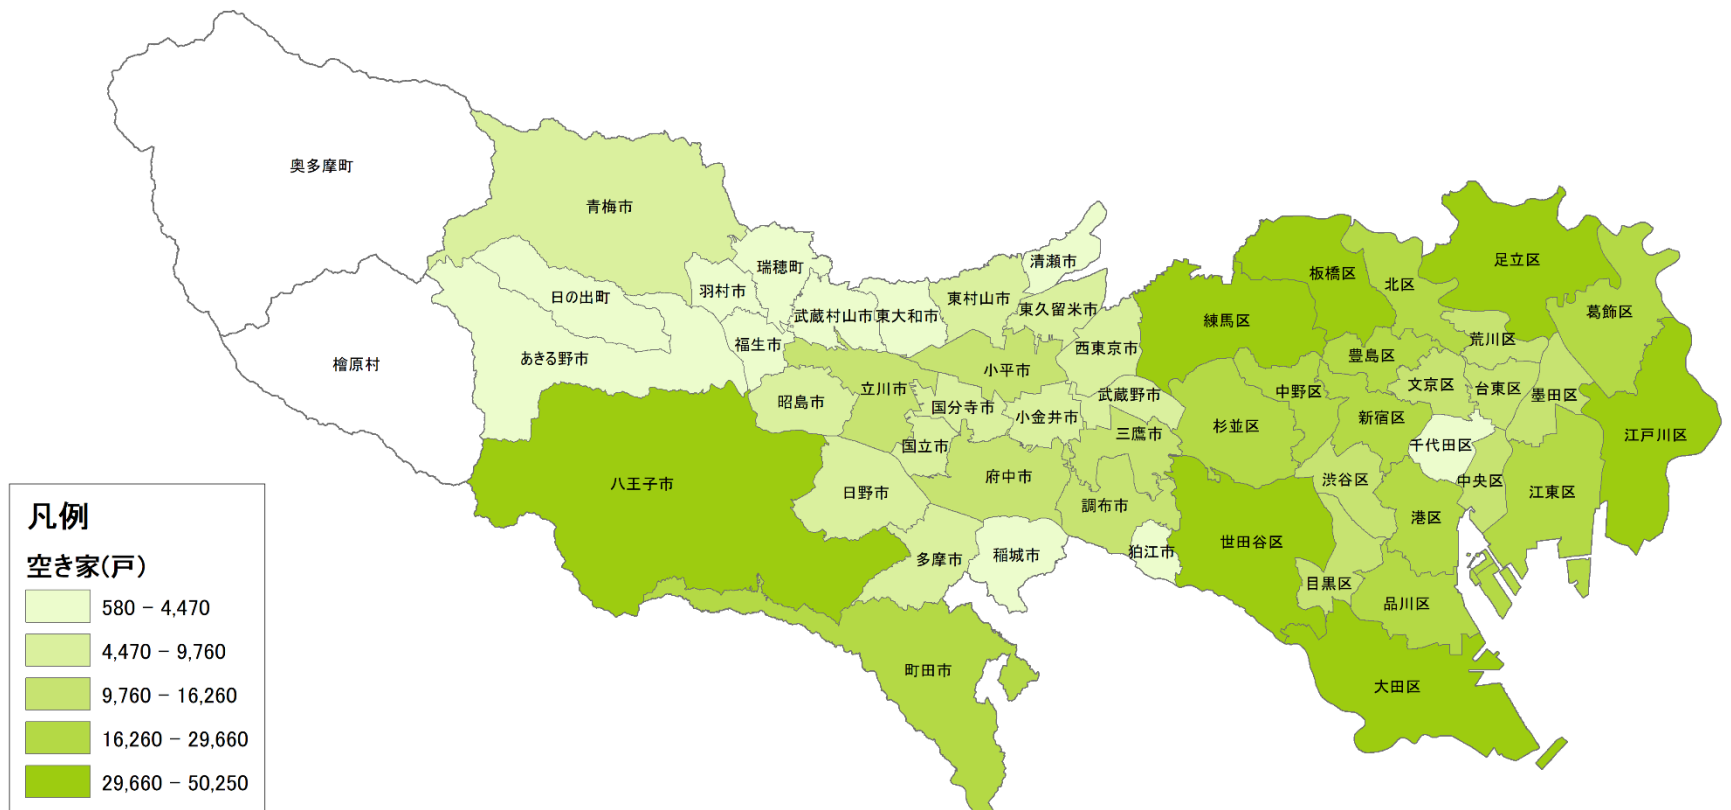 奥多摩町
青梅市
瑞穂町
清瀬市
板橋区
足立区
日の出町
羽村市
東村山市
東久留米市
北区
武蔵村山市
東大和市
練馬区
葛飾区
檜原村
あきる野市
福生市
西東京市
豊島区
荒川区
立川市
小平市
文京区
台東区
墨田区
昭島市
国分寺市
小金井市
武蔵野市
中野区
新宿区
江戸川区
国立市
三鷹市
杉並区
千代田区
八王子市
日野市
府中市
調布市
渋谷区
中央区
江東区
港区
多摩市
稲城市
狛江市
世田谷区
目黒区
品川区
町田市
大田区
凡例
空き家(戸)
580 - 4,470
4,470 - 9,760
9,760 - 16,260
16,260 - 29,660
29,660 - 50,250